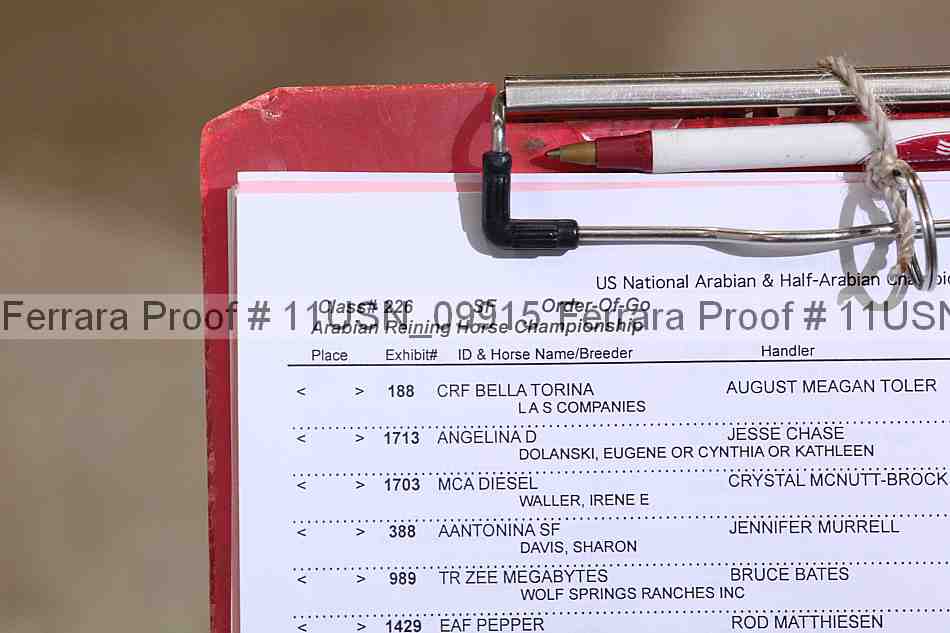 US National Arabian & Half-Arabian
Class# 226 SF Order-Of-Go
Ferrara Proof # 11USN_09915 Ferrara Proof # 11USN
Arabian Reining Horse Championship
Place Exhibit# ID & Horse Name/Breeder Handler
< > 188 CRF BELLA TORINA AUGUST MEAGAN TOLER
L A S COMPANIES
< > 1713 ANGELINA D JESSE CHASE
DOLANSKI, EUGENE OR CYNTHIA OR KATHLEEN
< > 1703 MCA DIESEL CRYSTAL MCNUTT-BROCK
WALLER, IRENE E
< > 388 AANTONINA SF JENNIFER MURRELL
DAVIS, SHARON
< > 989 TR ZEE MEGABYTES BRUCE BATES
WOLF SPRINGS RANCHES INC
< > 1429 EAF PEPPER ROD MATTHIESEN